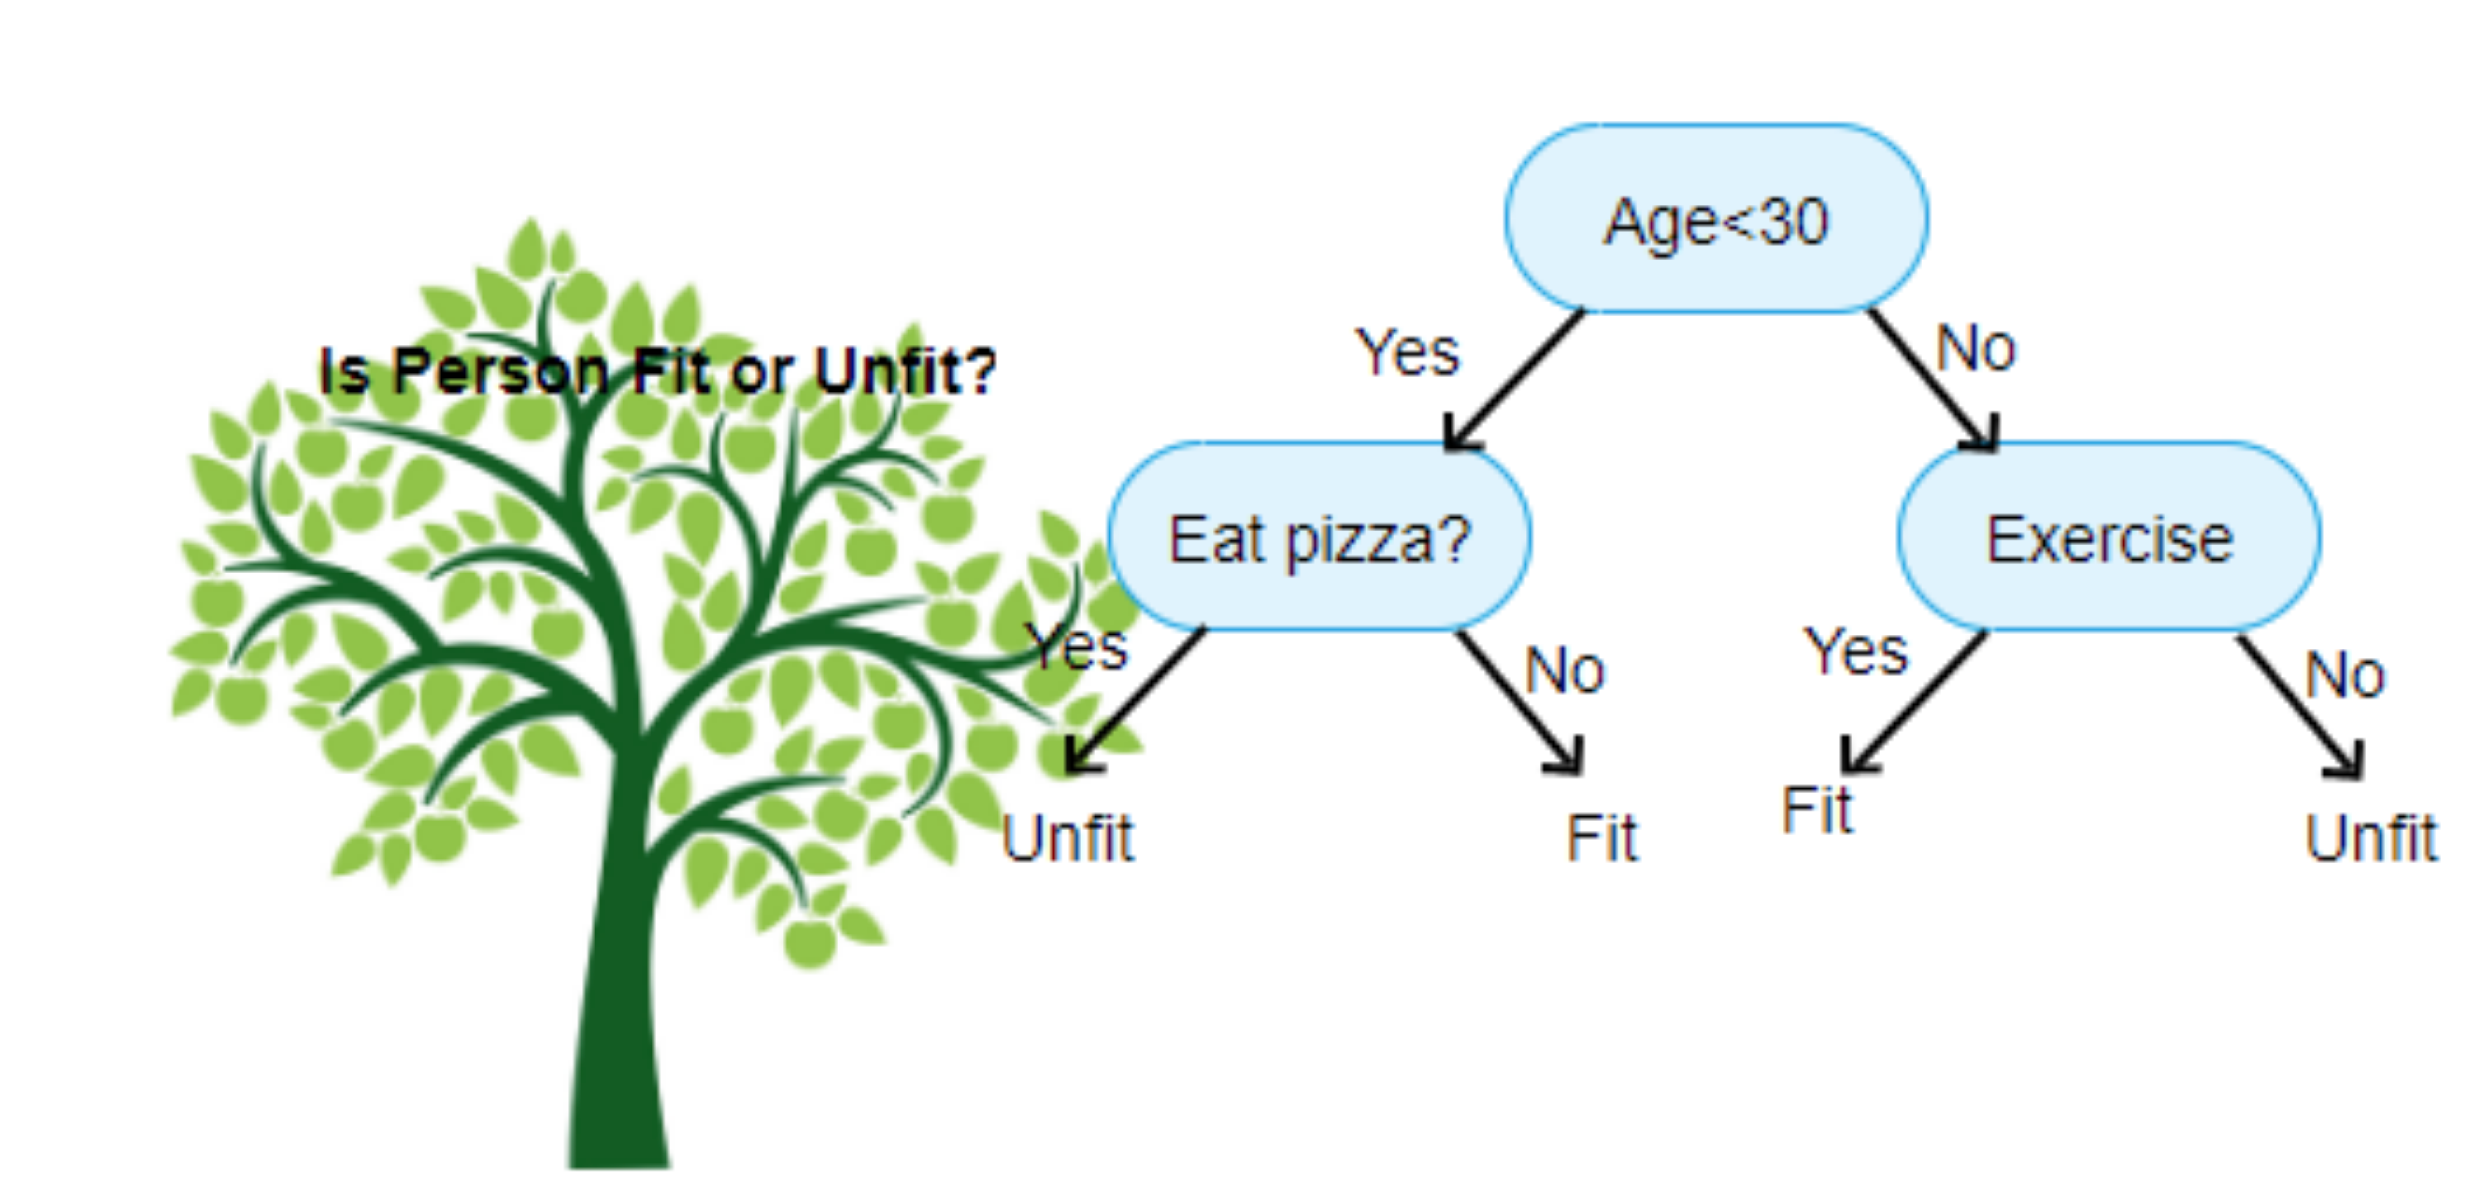 Age<30
Yes
No
Is Person Fit or Unfit?
Eat pizza?
Exercise
Yes
No
Yes
No
Unfit
Fit
Fit
Unfit